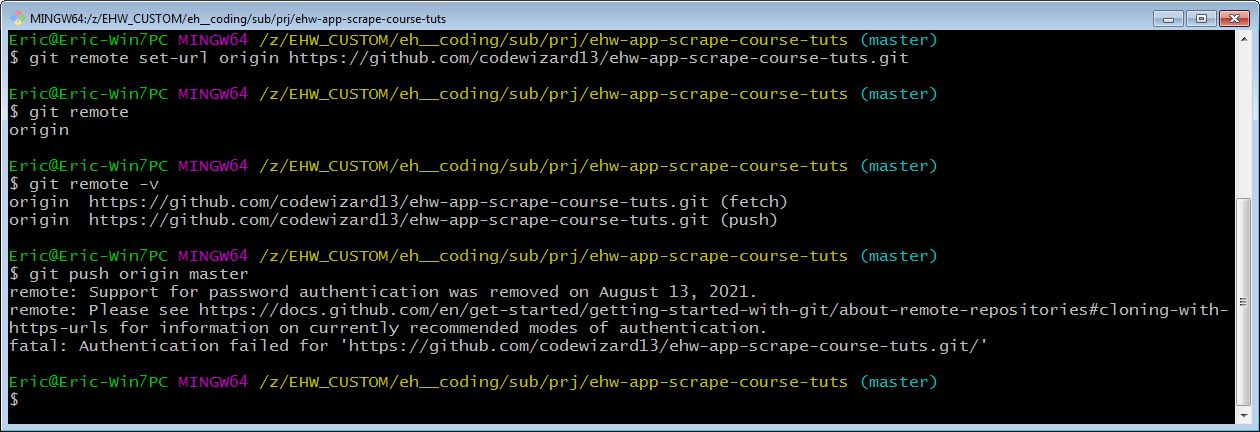 MINGW64:/z/EHW_CUSTOM/eh__coding/sub/prj/ehw-app-scrape-course-tuts
Eric@Eric-Win7PC MINGW64 /z/EHW_CUSTOM/eh__coding/sub/prj/ehw-app-scrape-course-tuts (master)
$ git remote set-url origin https://github.com/codewizard13/ehw-app-scrape-course-tuts.git
Eric@Eric-Win7PC MINGW64 /z/EHW_CUSTOM/eh__coding/sub/prj/ehw-app-scrape-course-tuts (master)
$ git remote
origin
Eric@Eric-Win7PC MINGW64 /z/EHW_CUSTOM/eh__coding/sub/prj/ehw-app-scrape-course-tuts (master)
$ git remote -v
origin  https://github.com/codewizard13/ehw-app-scrape-course-tuts.git (fetch)
origin  https://github.com/codewizard13/ehw-app-scrape-course-tuts.git (push)
Eric@Eric-Win7PC MINGW64 /z/EHW_CUSTOM/eh__coding/sub/prj/ehw-app-scrape-course-tuts (master)
$ git push origin master
remote: Support for password authentication was removed on August 13, 2021.
remote: Please see https://docs.github.com/en/get-started/getting-started-with-git/about-remote-repositories#cloning-with-
https-urls for information on currently recommended modes of authentication.
fatal: Authentication failed for 'https://github.com/codewizard13/ehw-app-scrape-course-tuts.git/'
Eric@Eric-Win7PC MINGW64 /z/EHW_CUSTOM/eh__coding/sub/prj/ehw-app-scrape-course-tuts (master)
$